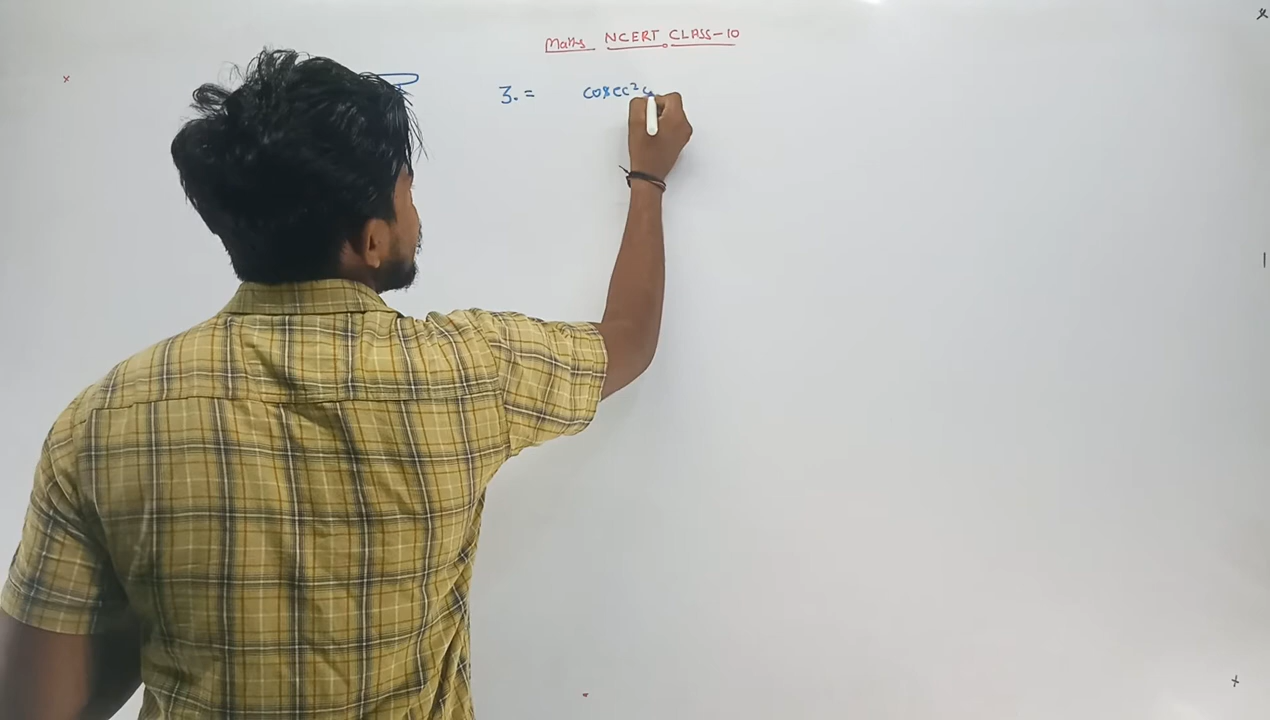 Maths NCERT CLASS-10
3. = cosec²